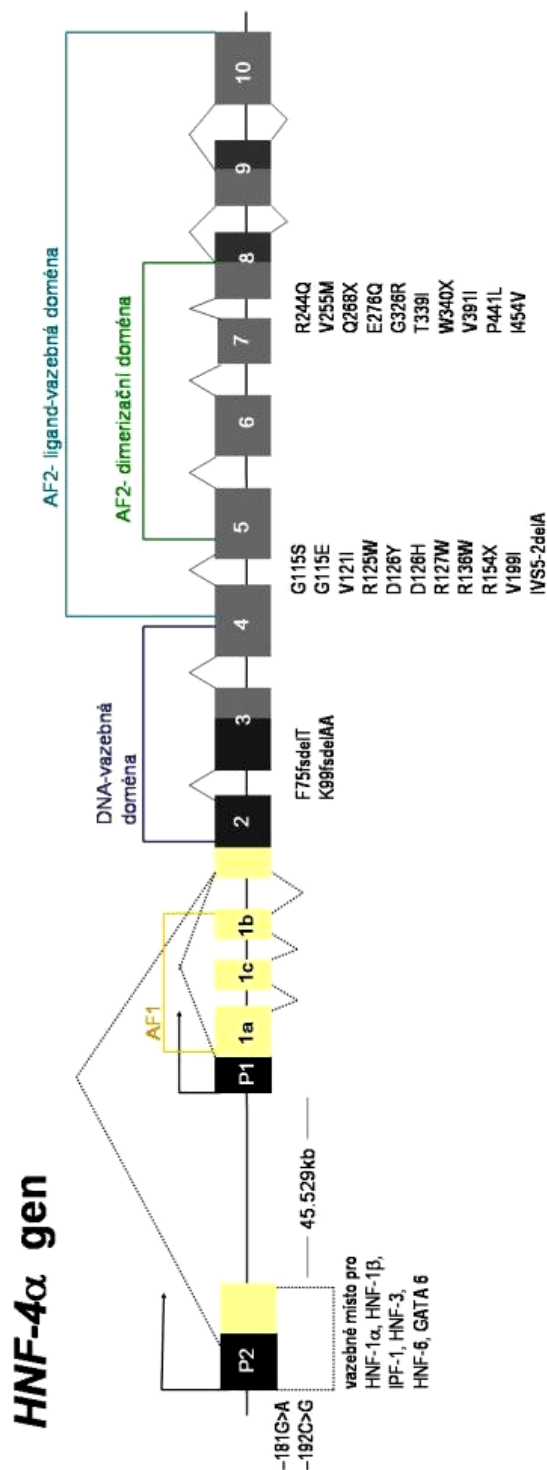 HNF-4α gen
AF2- ligand-vazebná doména
AF2- dimerizační doména
DNA-vazebná
doména
AF1
P2
P1
1a
1c
1b
2
3
4
5
6
7
8
9
10
45.529kb
–181G>A
–192C>G
vazebné místo pro
HNF-1α, HNF-1β,
IPF-1, HNF-3,
HNF-6, GATA 6
F75fsdelT
K99fsdelAA
G115S
G115E
V121I
R125W
D126Y
D126H
R127W
R136W
R154X
V199I
IVS5-2delA
R244Q
V255M
Q268X
E276Q
G326R
T339I
W340X
V391I
P441L
I454V